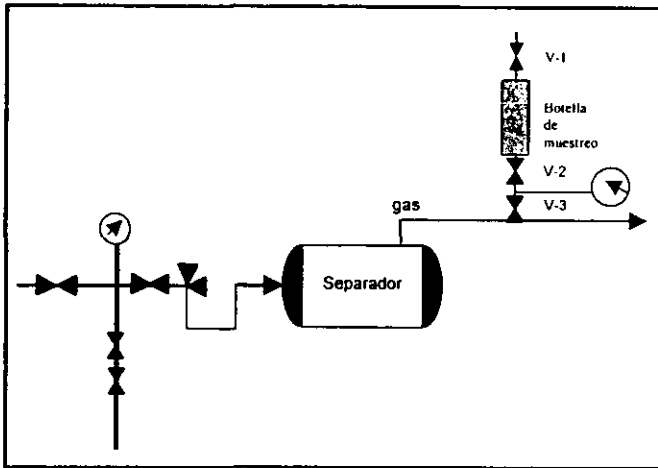 V-1
Botella
de
muestreo
V-2
V-3
gas
Separador